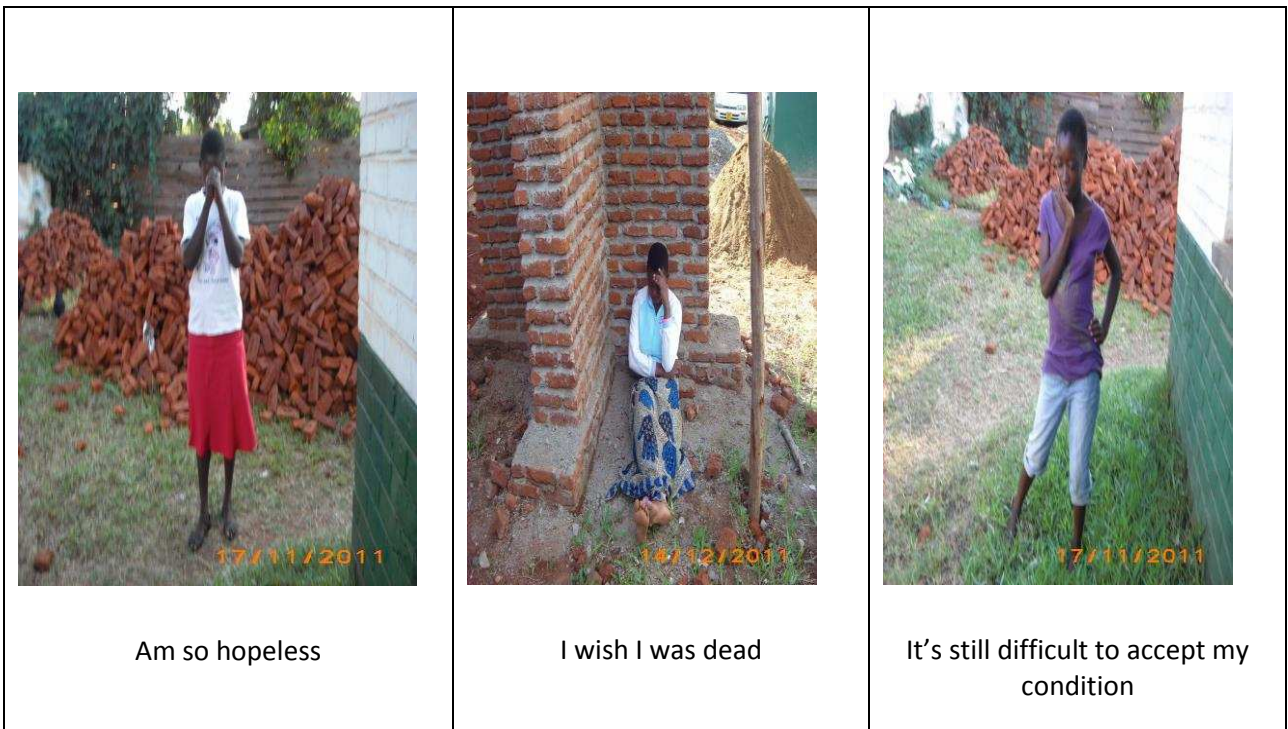 17/11/2011
14/12/2011
17/11/2011
Am so hopeless
I wish I was dead
It's still difficult to accept my
condition